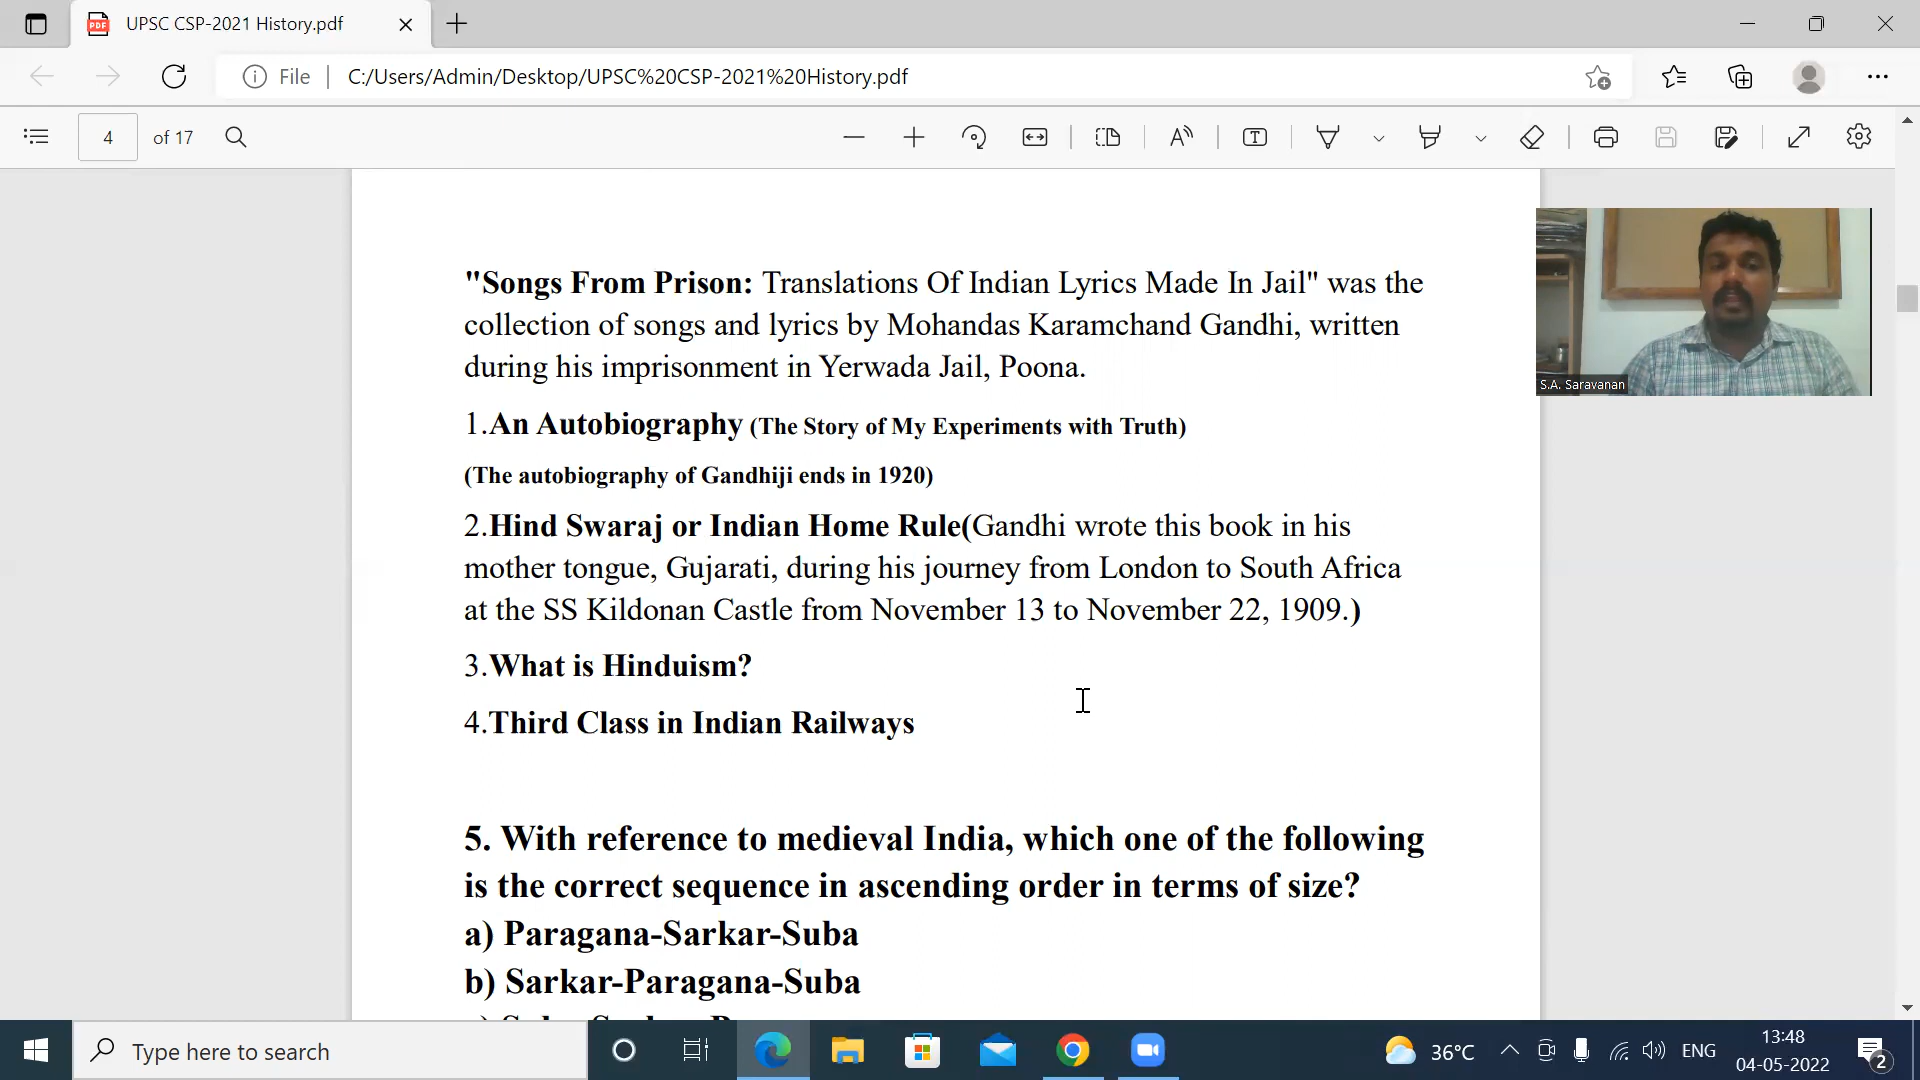 UPSC CSP-2021 History.pdf
File
C:/Users/Admin/Desktop/UPSC%20CSP-2021%20History.pdf
4 of 17
"Songs From Prison: Translations Of Indian Lyrics Made In Jail" was the
collection of songs and lyrics by Mohandas Karamchand Gandhi, written
during his imprisonment in Yerwada Jail, Poona.
1.An Autobiography (The Story of My Experiments with Truth)
(The autobiography of Gandhiji ends in 1920)
2.Hind Swaraj or Indian Home Rule(Gandhi wrote this book in his
mother tongue, Gujarati, during his journey from London to South Africa
at the SS Kildonan Castle from November 13 to November 22, 1909.)
3.What is Hinduism?
4.Third Class in Indian Railways
5. With reference to medieval India, which one of the following
is the correct sequence in ascending order in terms of size?
a) Paragana-Sarkar-Suba
b) Sarkar-Paragana-Suba
S.A. Saravanan
Type here to search
36°C
ENG
13:48
04-05-2022
2